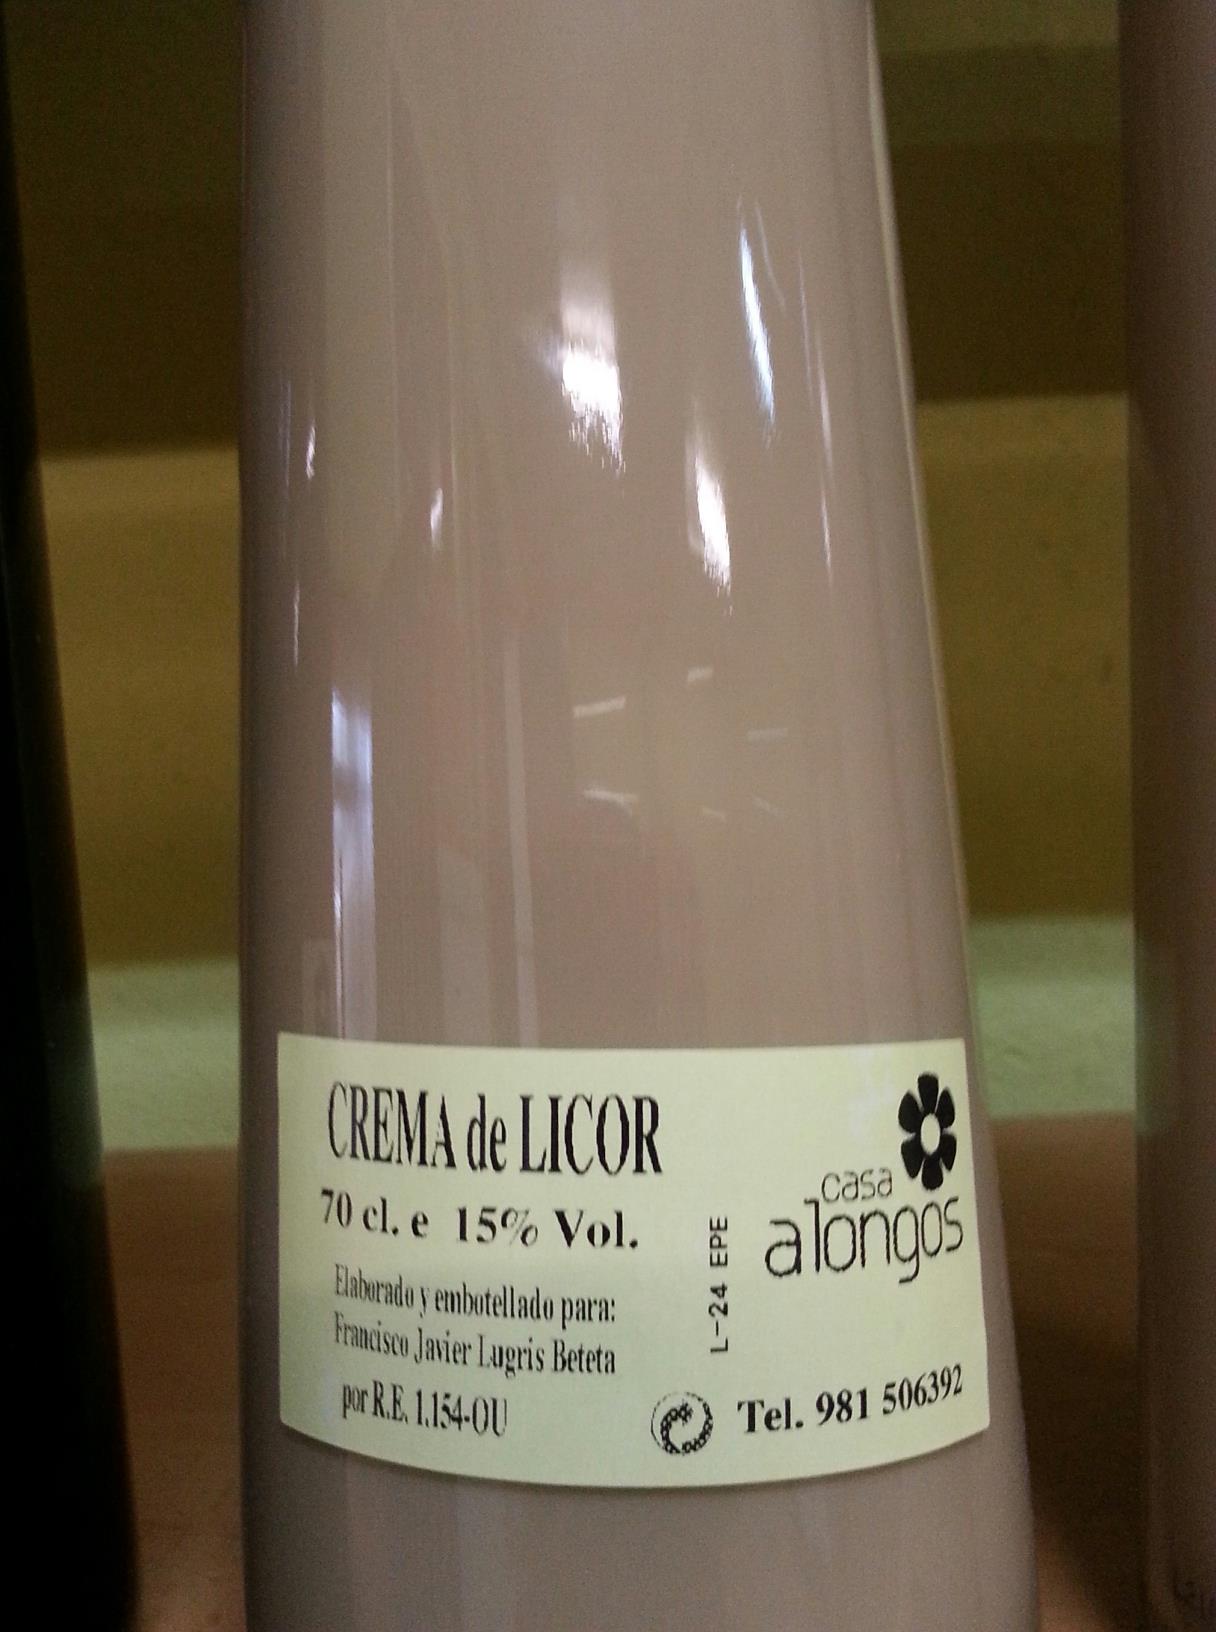 CREMA de LICOR
70 cl. e 15% Vol.
Elaborado y embotellado para:
Francisco Javier Lugris Beteta
por R.E. 1.154-OU
L-24 EPE
casa
alongos
Tel. 981 506392